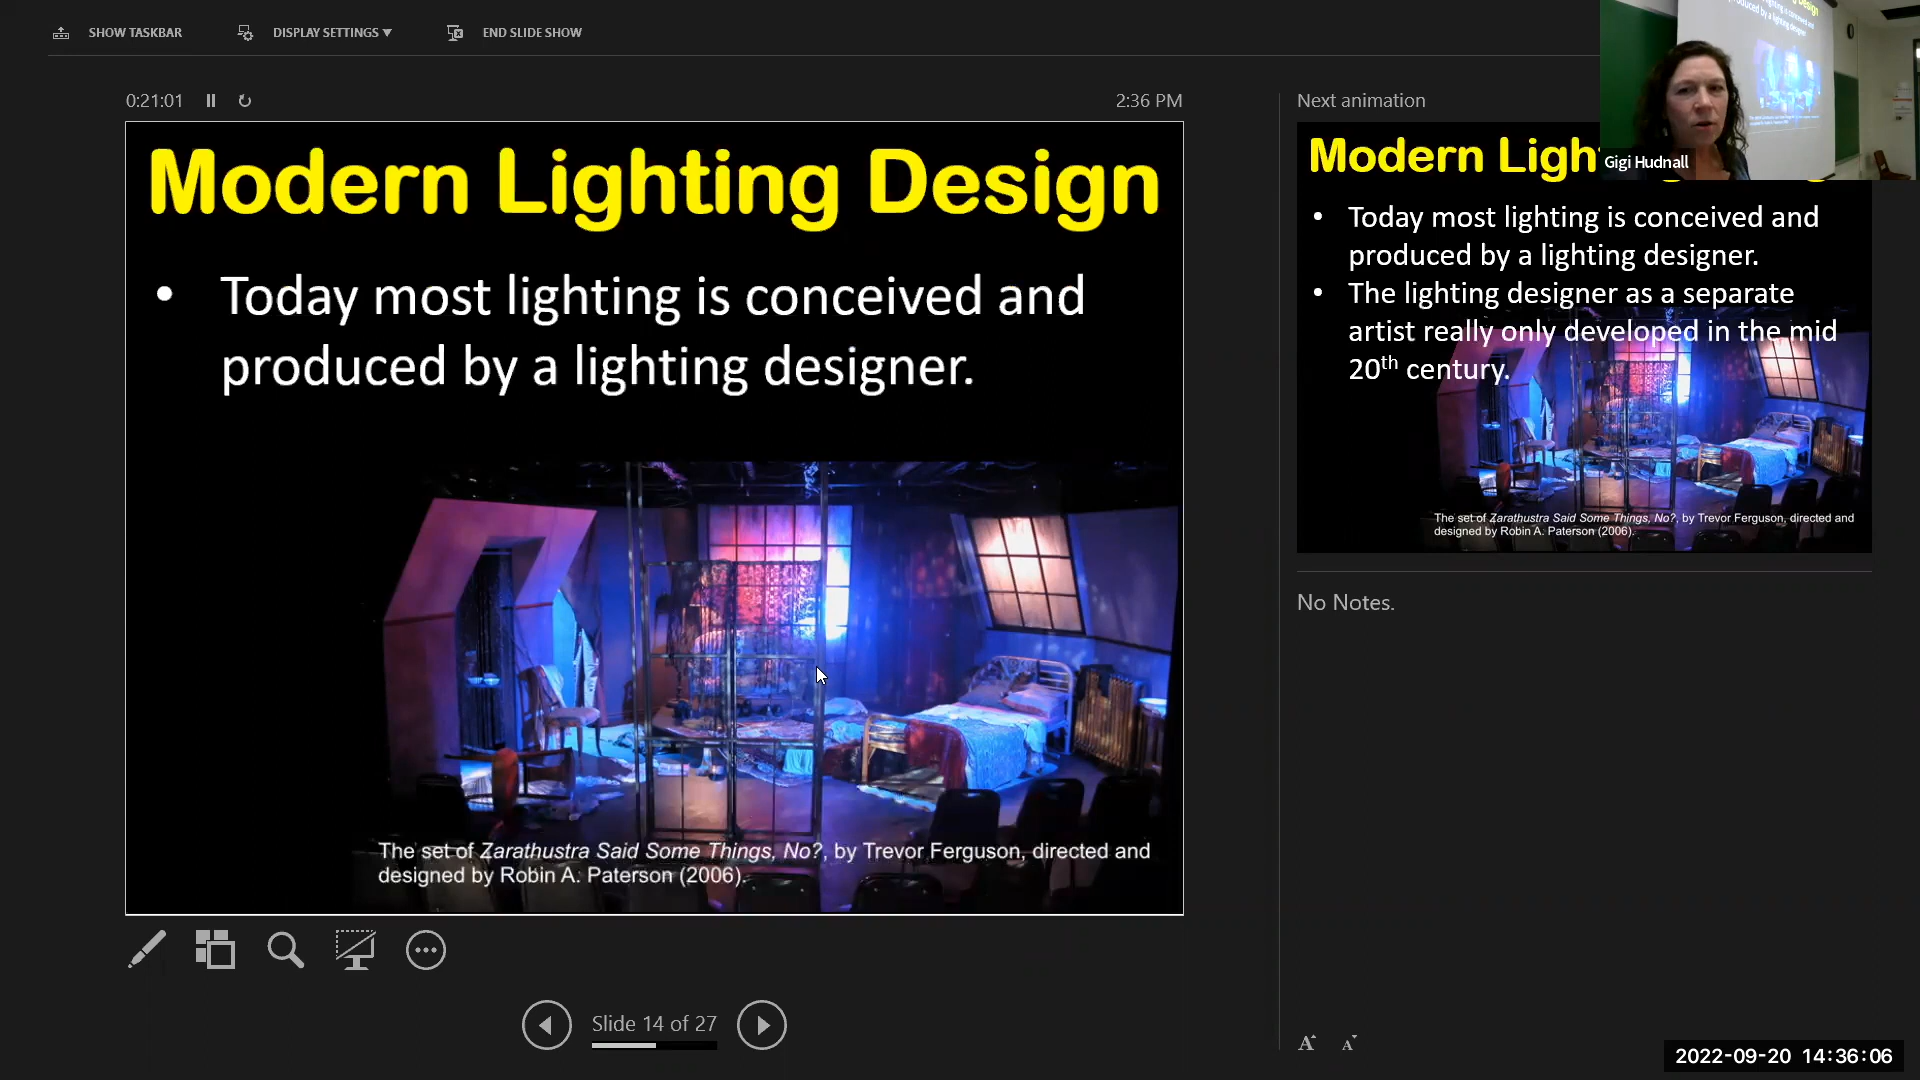 SHOW TASKBAR
DISPLAY SETTINGS ▼
END SLIDE SHOW
0:21:01
2:36 PM
Modern Lighting Design
• Today most lighting is conceived and
produced by a lighting designer.
The set of Zarathustra Said Some Things, No?, by Trevor Ferguson, directed and
designed by Robin A. Paterson (2006).
Slide 14 of 27
Next animation
Modern Ligh
• Today most lighting is conceived and
produced by a lighting designer.
• The lighting designer as a separate
artist really only developed in the mid
20th century.
The set of Zarathustra Said Some Things, No?, by Trevor Ferguson, directed and
designed by Robin A. Paterson (2006).
Gigi Hudnall
No Notes.
A A
2022-09-20 14:36:06